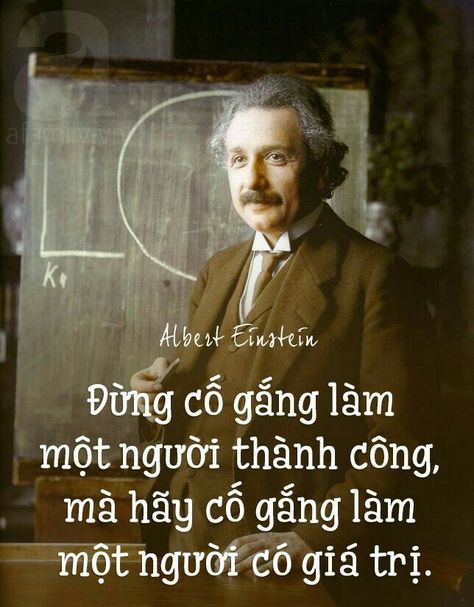 a
afamily.vn
K1
Albert Einstein
Đừng cố gắng làm
một người thành công,
mà hãy cố gắng làm
một người có giá trị.